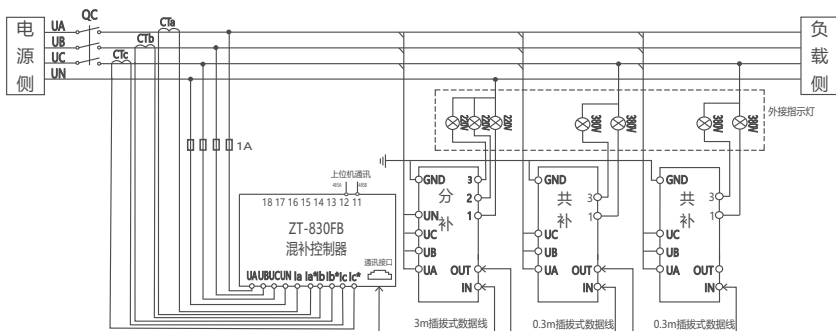 电源侧
UA
UB
UC
UN
QC
CTa
CTb
CTc
负载侧
1A
220V
220V
220V
380V
380V
380V
380V
外接指示灯
上位机通讯
485A
485B
18 17 16 15 14 13 12 11
ZT-830FB
混补控制器
通讯接口
UA UB UC UN Ia Ia* Ib Ib* Ic Ic*
GND
分补
3
2
1
UN
UC
UB
UA
OUT
IN
GND
共补
3
1
UC
UB
UA
OUT
IN
GND
共补
3
1
UC
UB
UA
OUT
IN
3m插拔式数据线
0.3m插拔式数据线
0.3m插拔式数据线